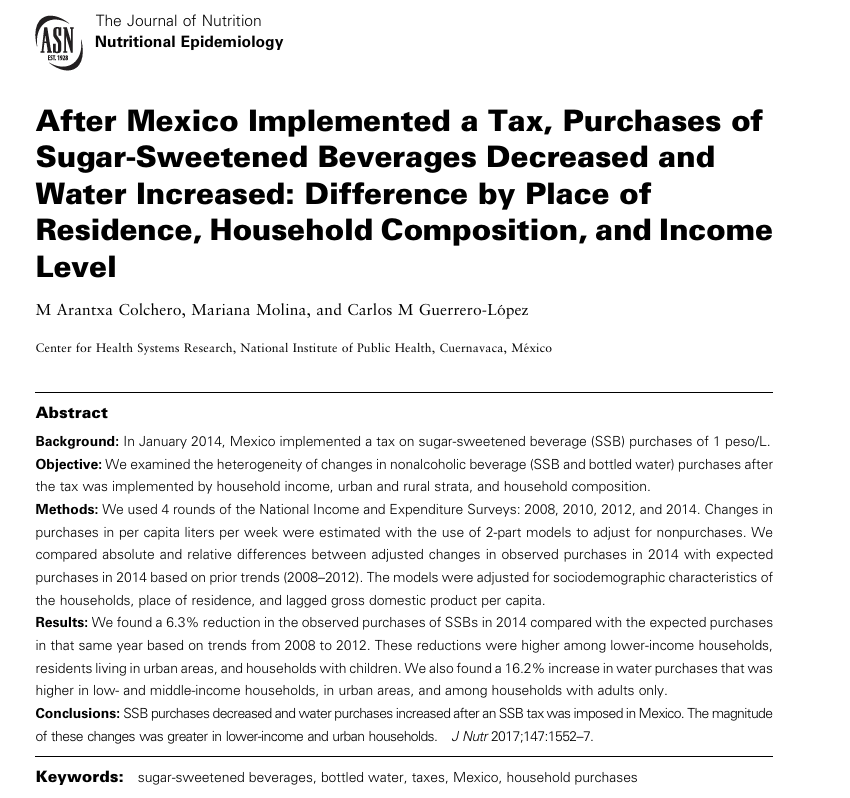 ASN
EST. 1928
The Journal of Nutrition
Nutritional Epidemiology
After Mexico Implemented a Tax, Purchases of
Sugar-Sweetened Beverages Decreased and
Water Increased: Difference by Place of
Residence, Household Composition, and Income
Level
M Arantxa Colchero, Mariana Molina, and Carlos M Guerrero-López
Center for Health Systems Research, National Institute of Public Health, Cuernavaca, México
Abstract
Background: In January 2014, Mexico implemented a tax on sugar-sweetened beverage (SSB) purchases of 1 peso/L.
Objective: We examined the heterogeneity of changes in nonalcoholic beverage (SSB and bottled water) purchases after
the tax was implemented by household income, urban and rural strata, and household composition.
Methods: We used 4 rounds of the National Income and Expenditure Surveys: 2008, 2010, 2012, and 2014. Changes in
purchases in per capita liters per week were estimated with the use of 2-part models to adjust for nonpurchases. We
compared absolute and relative differences between adjusted changes in observed purchases in 2014 with expected
purchases in 2014 based on prior trends (2008–2012). The models were adjusted for sociodemographic characteristics of
the households, place of residence, and lagged gross domestic product per capita.
Results: We found a 6.3% reduction in the observed purchases of SSBs in 2014 compared with the expected purchases
in that same year based on trends from 2008 to 2012. These reductions were higher among lower-income households,
residents living in urban areas, and households with children. We also found a 16.2% increase in water purchases that was
higher in low- and middle-income households, in urban areas, and among households with adults only.
Conclusions: SSB purchases decreased and water purchases increased after an SSB tax was imposed in Mexico. The magnitude
of these changes was greater in lower-income and urban households. J Nutr 2017;147:1552–7.
Keywords: sugar-sweetened beverages, bottled water, taxes, Mexico, household purchases